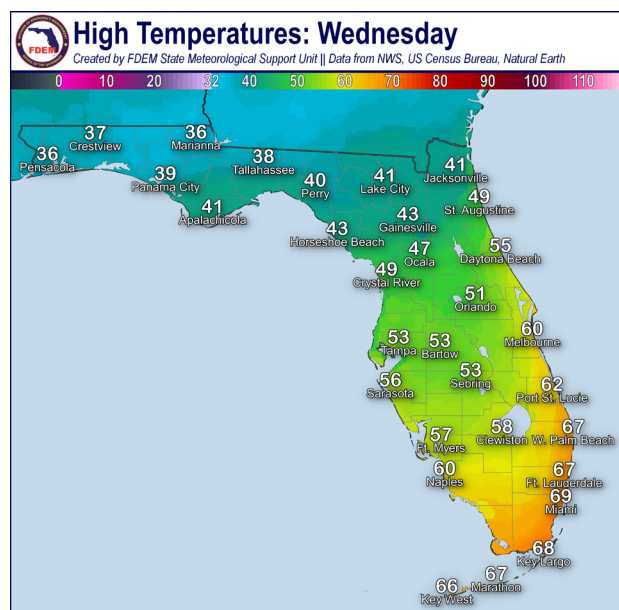 High Temperatures: Wednesday
Created by FDEM State Meteorological Support Unit || Data from NWS, US Census Bureau, Natural Earth
FDEM
0 10 20 32 40 50 60 70 80 90 100 110
37
Crestview
36
Marianna
36
Pensacola
38
Tallahassee
39
Panama City
40
Perry
41
Lake City
41
Jacksonville
41
Apalachicola
49
St. Augustine
43
Gainesville
43
Horseshoe Beach
47
Ocala
55
Daytona Beach
49
Crystal River
51
Orlando
60
Melbourne
53
Tampa
53
Bartow
53
Sebring
56
Sarasota
62
Port St. Lucie
57
Ft. Myers
58
Clewiston
67
W. Palm Beach
60
Naples
67
Ft. Lauderdale
69
Miami
68
Key Largo
67
Marathon
66
Key West